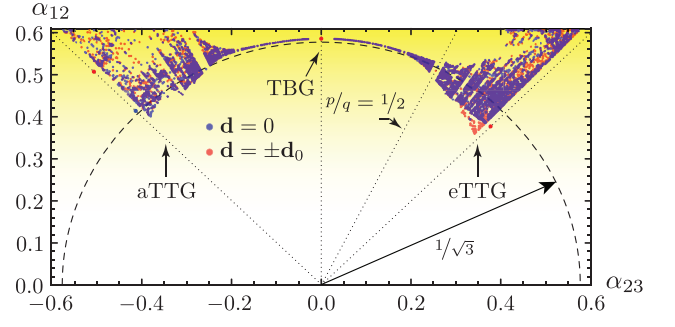 α12
0.6
0.5
0.4
0.3
0.2
0.1
0.0
TBG
p/q = 1/2
d = 0
d = ±d0
aTTG
eTTG
1/√3
α23
−0.6 −0.4 −0.2 0.0 0.2 0.4 0.6